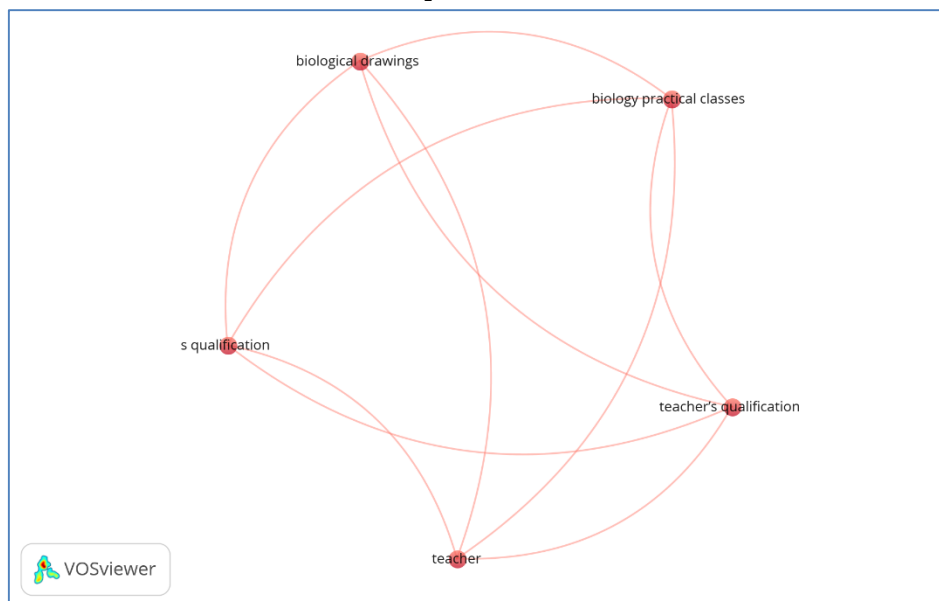 biological drawings
biology practical classes
s qualification
teacher’s qualification
teacher
VOSviewer